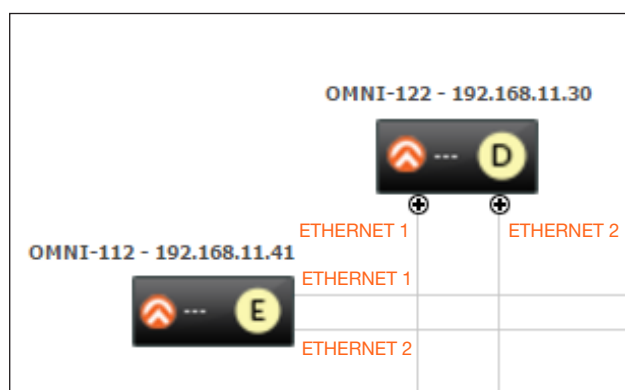 OMNI-122 - 192.168.11.30
--- D
ETHERNET 1 ETHERNET 2
OMNI-112 - 192.168.11.41
ETHERNET 1
--- E
ETHERNET 2